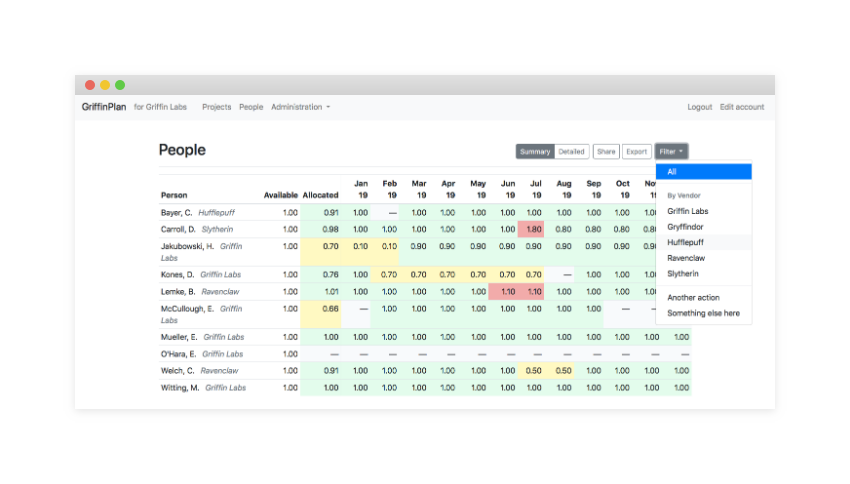 GriffinPlan for Griffin Labs Projects People Administration Logout Edit account
People Summary Detailed Share Export Filter
All
Person Available Allocated Jan 19 Feb 19 Mar 19 Apr 19 May 19 Jun 19 Jul 19 Aug 19 Sep 19 Oct 19 19
By Vendor
Bayer, C. Hufflepuff 1.00 0.91 1.00 — 1.00 1.00 1.00 1.00 1.00 1.00 1.00 1.00
Griffin Labs
Carroll, D. Slytherin 1.00 0.98 1.00 1.00 1.00 1.00 1.00 1.00 1.80 0.80 0.80 0.80
Gryffindor
Jakubowski, H. Griffin Labs 1.00 0.70 0.10 0.10 0.90 0.90 0.90 0.90 0.90 0.90 0.90 0.90
Hufflepuff
Ravenclaw
Kones, D. Griffin Labs 1.00 0.76 1.00 0.70 0.70 0.70 0.70 0.70 0.70 — 1.00 1.00
Slytherin
Lemke, B. Ravenclaw 1.00 1.01 1.00 1.00 1.00 1.00 1.00 1.10 1.10 1.00 1.00 1.00
Another action
McCullough, E. Griffin Labs 1.00 0.66 — 1.00 1.00 1.00 1.00 1.00 1.00 1.00 1.00 — —
Something else here
Mueller, E. Griffin Labs 1.00 1.00 1.00 1.00 1.00 1.00 1.00 1.00 1.00 1.00 1.00 1.00 1.00 1.00
O'Hara, E. Griffin Labs 1.00 — — — — — — — — — — — —
Welch, C. Ravenclaw 1.00 0.91 1.00 1.00 1.00 1.00 1.00 1.00 0.50 0.50 1.00 1.00 1.00 1.00
Witting, M. Griffin Labs 1.00 1.00 1.00 1.00 1.00 1.00 1.00 1.00 1.00 1.00 1.00 1.00 1.00 1.00